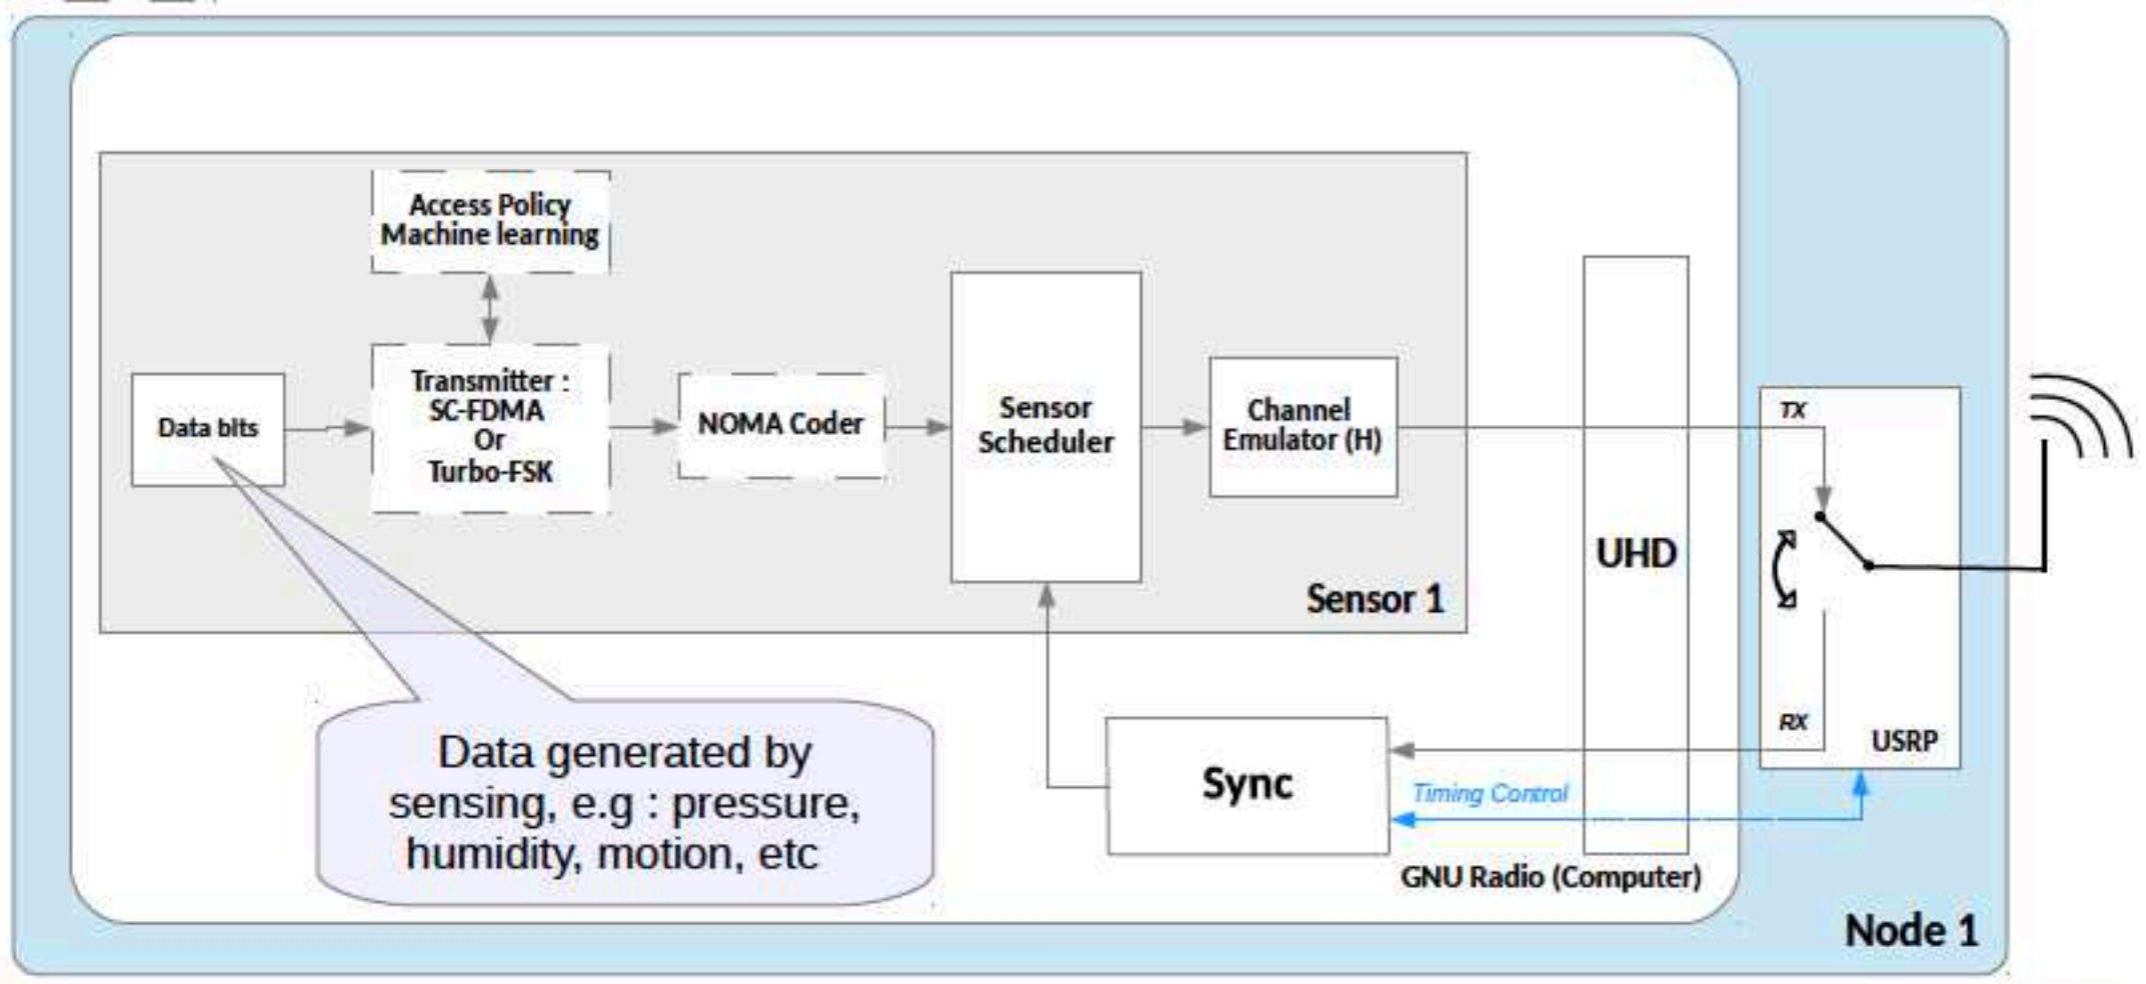 Access Policy
Machine learning
Data bits
Transmitter :
SC-FDMA
Or
Turbo-FSK
NOMA Coder
Sensor
Scheduler
Channel
Emulator (H)
Sensor 1
UHD
TX
RX
USRP
Sync
Timing Control
GNU Radio (Computer)
Node 1
Data generated by
sensing, e.g : pressure,
humidity, motion, etc